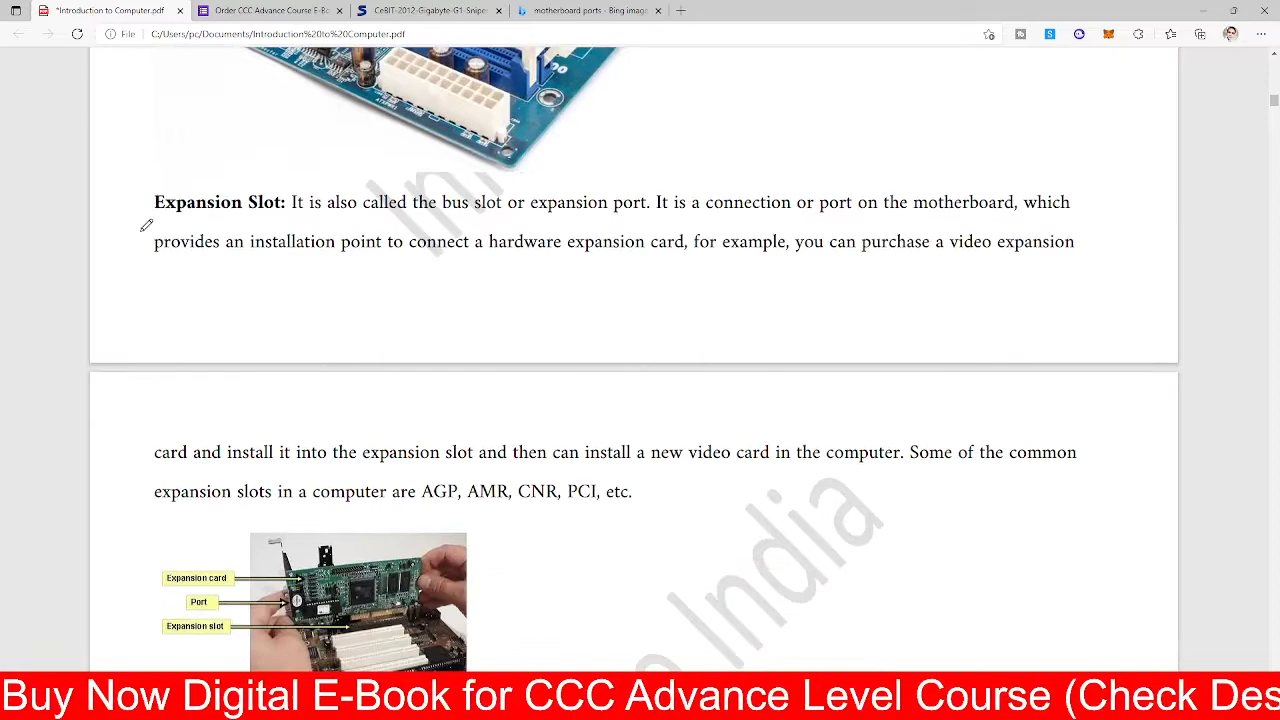 *Introduction to Computer.pdf
Order CCC Advance Course E-B
CeBIT-2012-Gigabyte-G1-Sniper
motherboard ports - Bing image
File
C:/Users/pc/Documents/Introduction%20to%20Computer.pdf
Expansion Slot: It is also called the bus slot or expansion port. It is a connection or port on the motherboard, which
provides an installation point to connect a hardware expansion card, for example, you can purchase a video expansion
card and install it into the expansion slot and then can install a new video card in the computer. Some of the common
expansion slots in a computer are AGP, AMR, CNR, PCI, etc.
India
Expansion card
Port
Expansion slot
Buy Now Digital E-Book for CCC Advance Level Course (Check Des